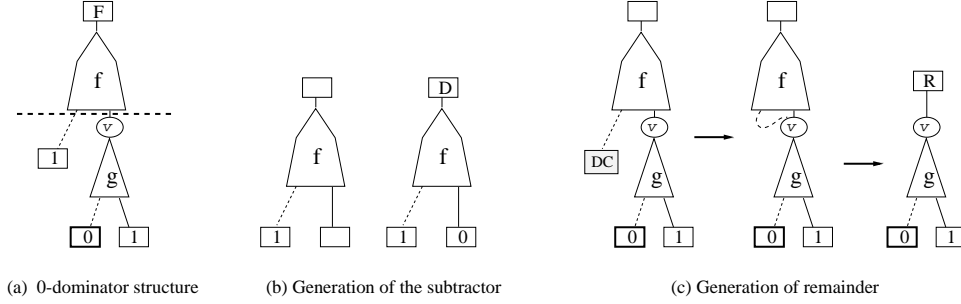 F
f
v
1
g
0 1
(a) 0-dominator structure
D
f f
1 1 0
(b) Generation of the subtractor
f f
R
v v v
DC
g g g
0 1 0 1 0 1
(c) Generation of remainder